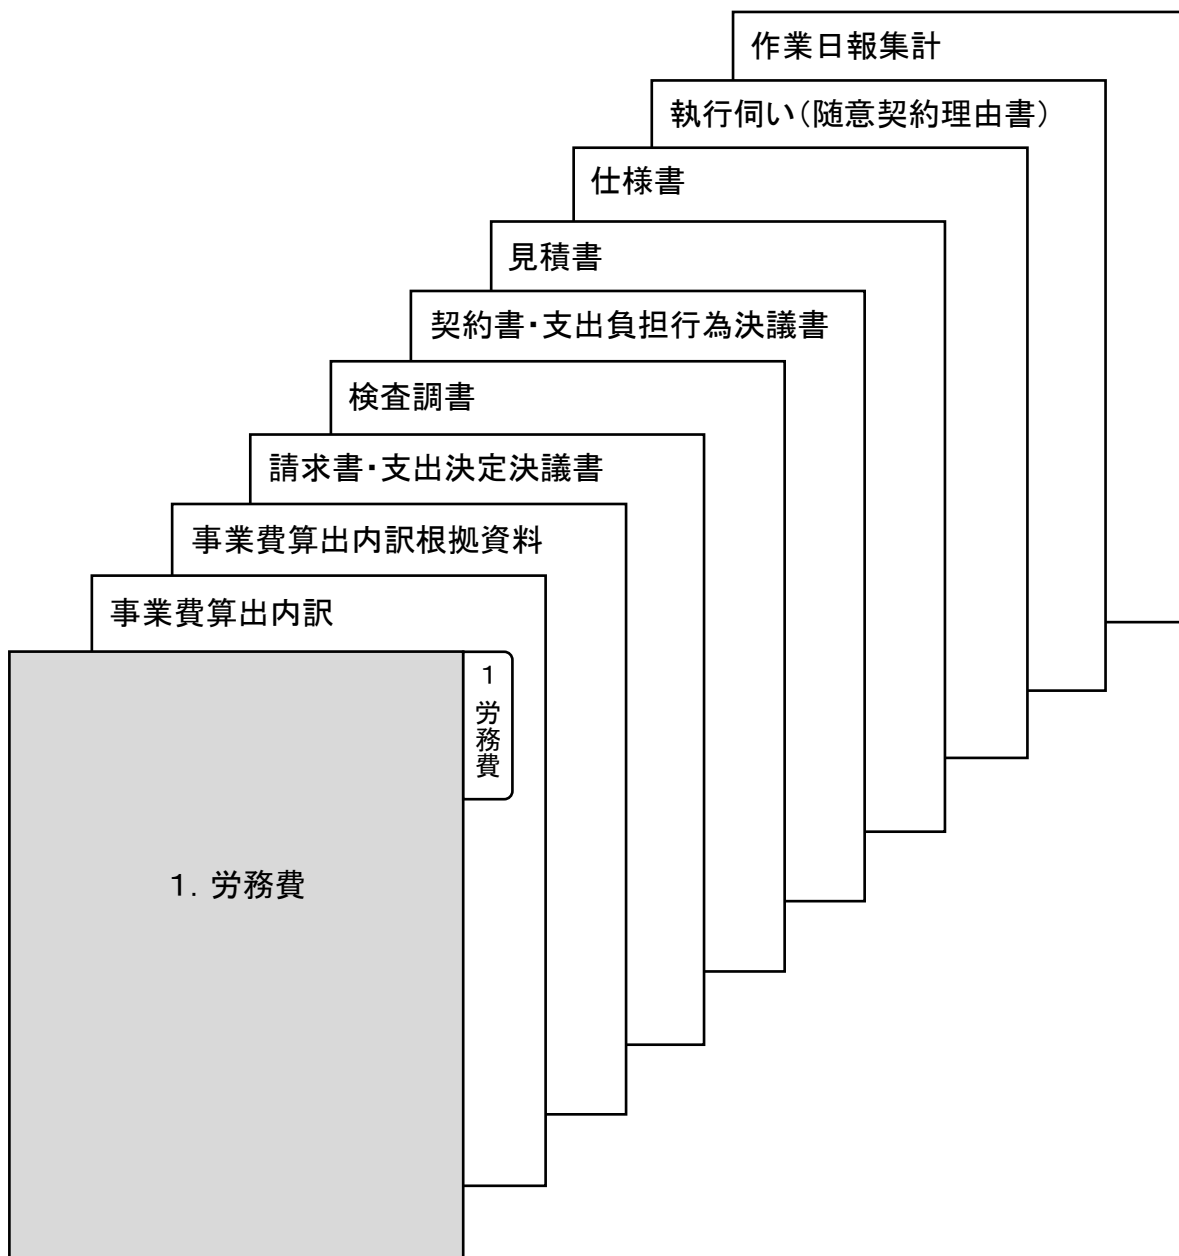 作業日報集計
執行伺い（随意契約理由書）
仕様書
見積書
契約書・支出負担行為決議書
検査調書
請求書・支出決定決議書
事業費算出内訳根拠資料
事業費算出内訳
１労務費
１．労務費